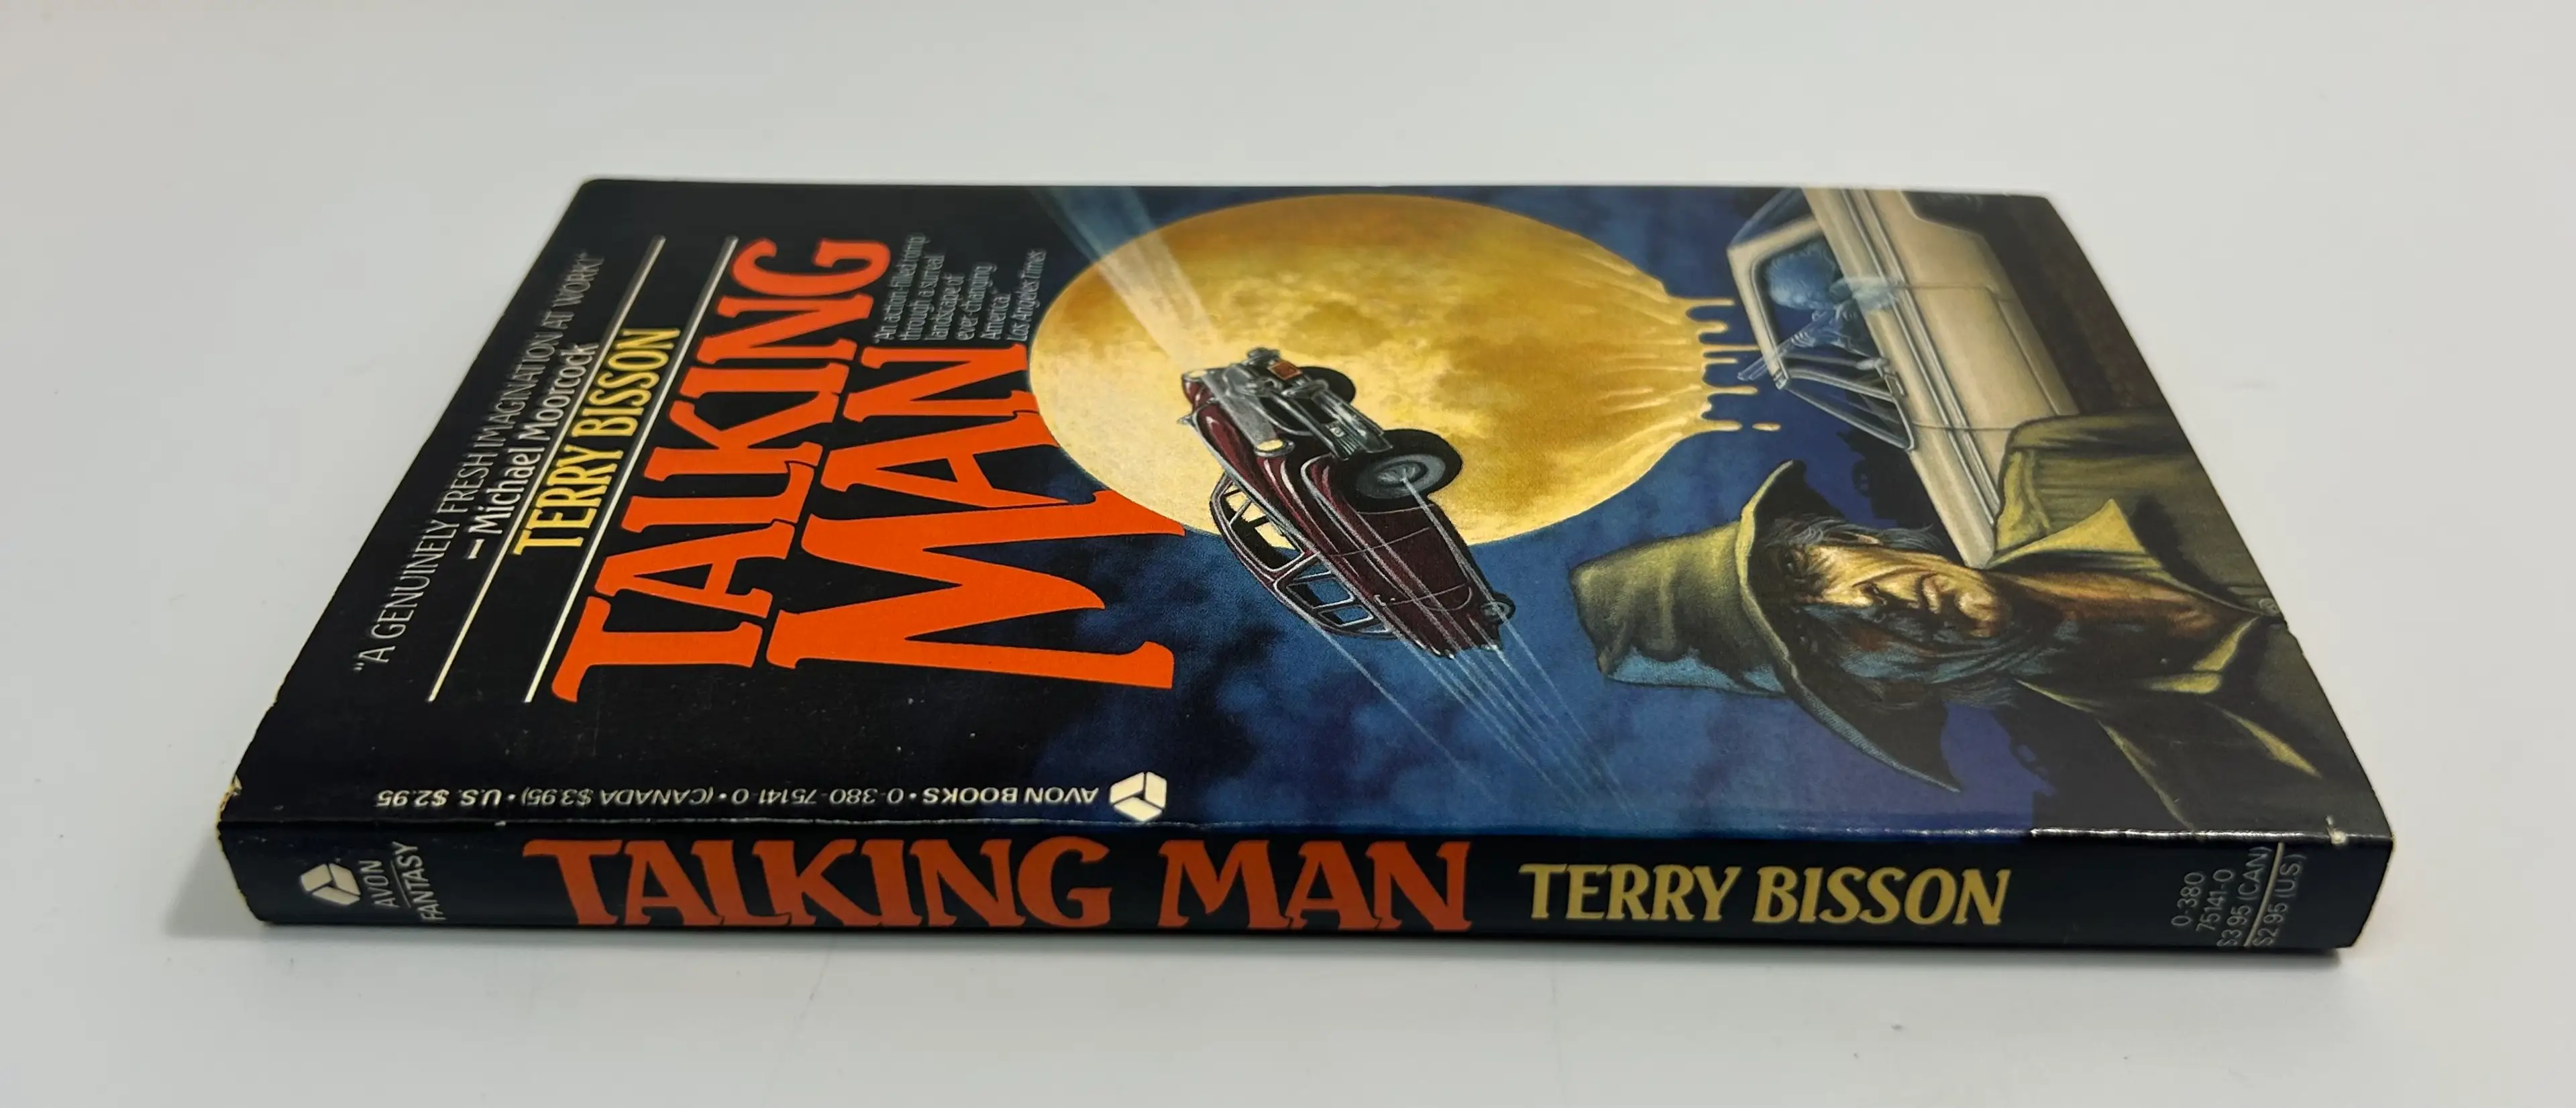 "A GENUINELY FRESH IMAGINATION AT WORK!"
—Michael Moorcock
TERRY BISSON
TALKING
MAN
"An action-filled romp
through a surreal
landscape of
ever-changing
America"
Los Angeles Times
AVON BOOKS • 0-380-75141-0 • (CANADA $3.95) • U.S. $2.95
AVON
FANTASY
TALKING MAN TERRY BISSON
0-380
75141-0
$3.95 (CAN)
$2.95 (U.S.)